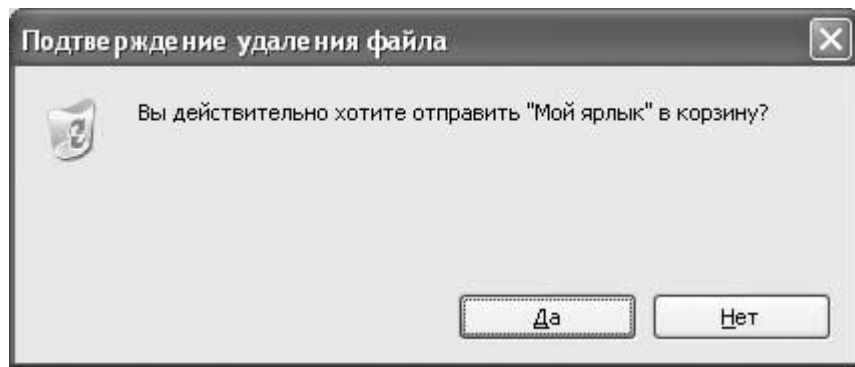 Подтверждение удаления файла
Вы действительно хотите отправить "Мой ярлык" в корзину?
Да
Нет